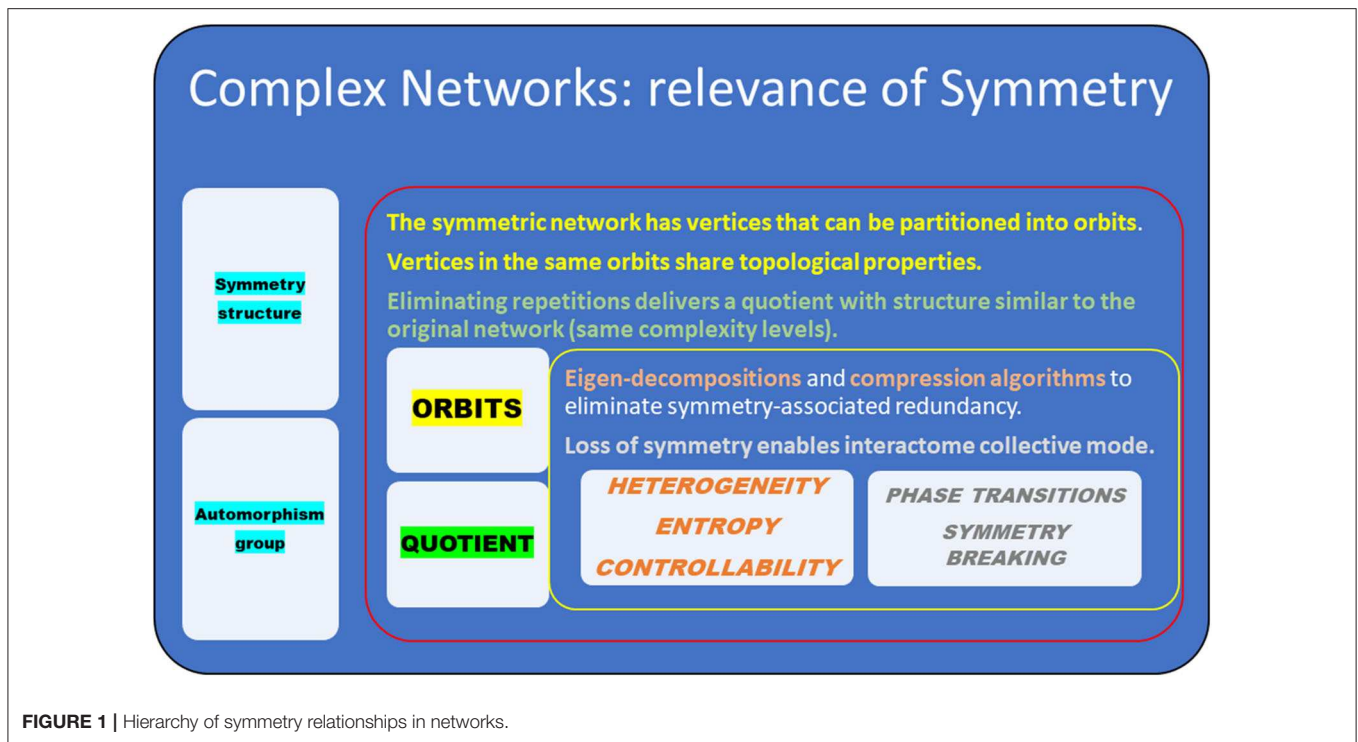 Complex Networks: relevance of Symmetry
Symmetry
structure
Automorphism
group
The symmetric network has vertices that can be partitioned into orbits.
Vertices in the same orbits share topological properties.
Eliminating repetitions delivers a quotient with structure similar to the
original network (same complexity levels).
ORBITS
QUOTIENT
Eigen-decompositions and compression algorithms to
eliminate symmetry-associated redundancy.
Loss of symmetry enables interactome collective mode.
HETEROGENEITY
ENTROPY
CONTROLLABILITY
PHASE TRANSITIONS
SYMMETRY
BREAKING
FIGURE 1 | Hierarchy of symmetry relationships in networks.